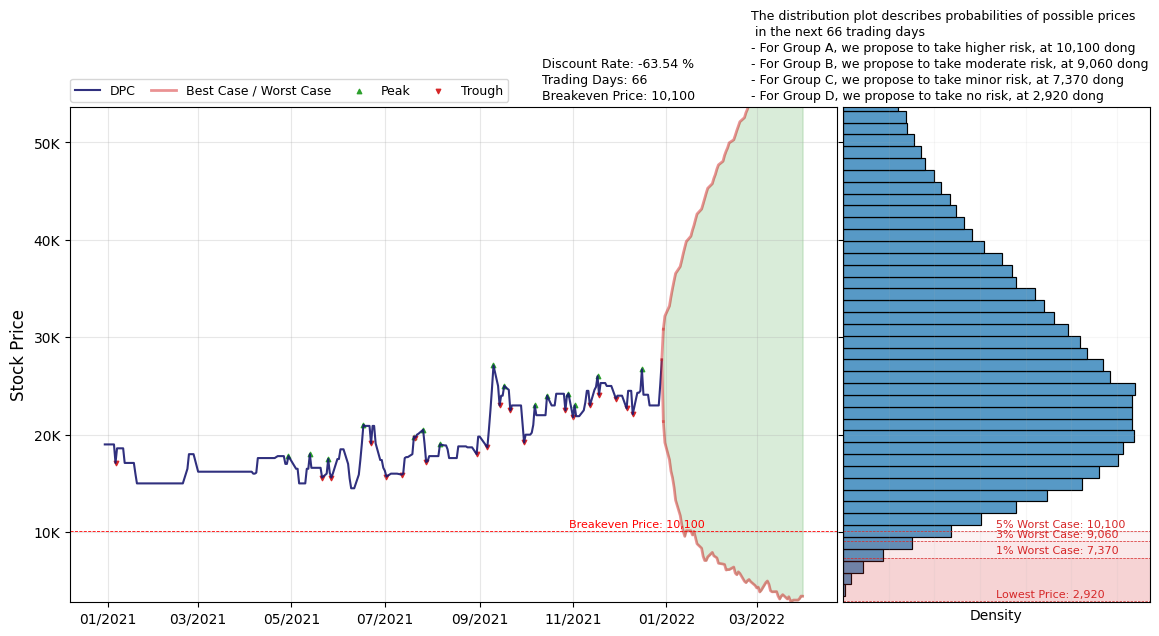 The distribution plot describes probabilities of possible prices
in the next 66 trading days
- For Group A, we propose to take higher risk, at 10,100 dong
- For Group B, we propose to take moderate risk, at 9,060 dong
- For Group C, we propose to take minor risk, at 7,370 dong
- For Group D, we propose to take no risk, at 2,920 dong
Discount Rate: -63.54 %
Trading Days: 66
Breakeven Price: 10,100
DPC
Best Case / Worst Case
Peak
Trough
Stock Price
50K
40K
30K
20K
10K
Breakeven Price: 10,100
01/2021
03/2021
05/2021
07/2021
09/2021
11/2021
01/2022
03/2022
5% Worst Case: 10,100
3% Worst Case: 9,060
1% Worst Case: 7,370
Lowest Price: 2,920
Density